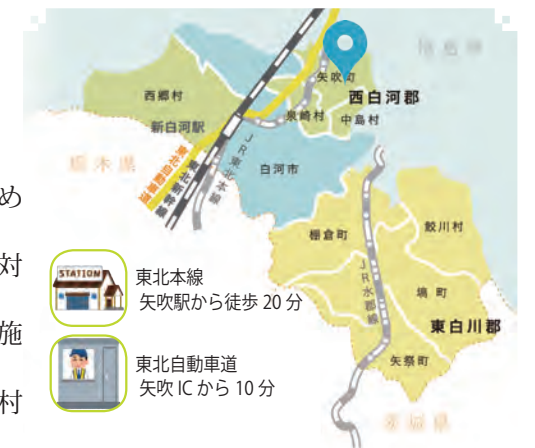 福島県
矢吹町
西郷村
西白河郡
泉崎村
中島村
新白河駅
JR東北本線
栃木県
東北自動車道
東北新幹線
白河市
め
鮫川村
棚倉町
対
STATION
東北本線
矢吹駅から徒歩 20 分
JR水郡線
塙 町
施
東白川郡
東北自動車道
矢吹 IC から 10 分
矢祭町
村
茨城県